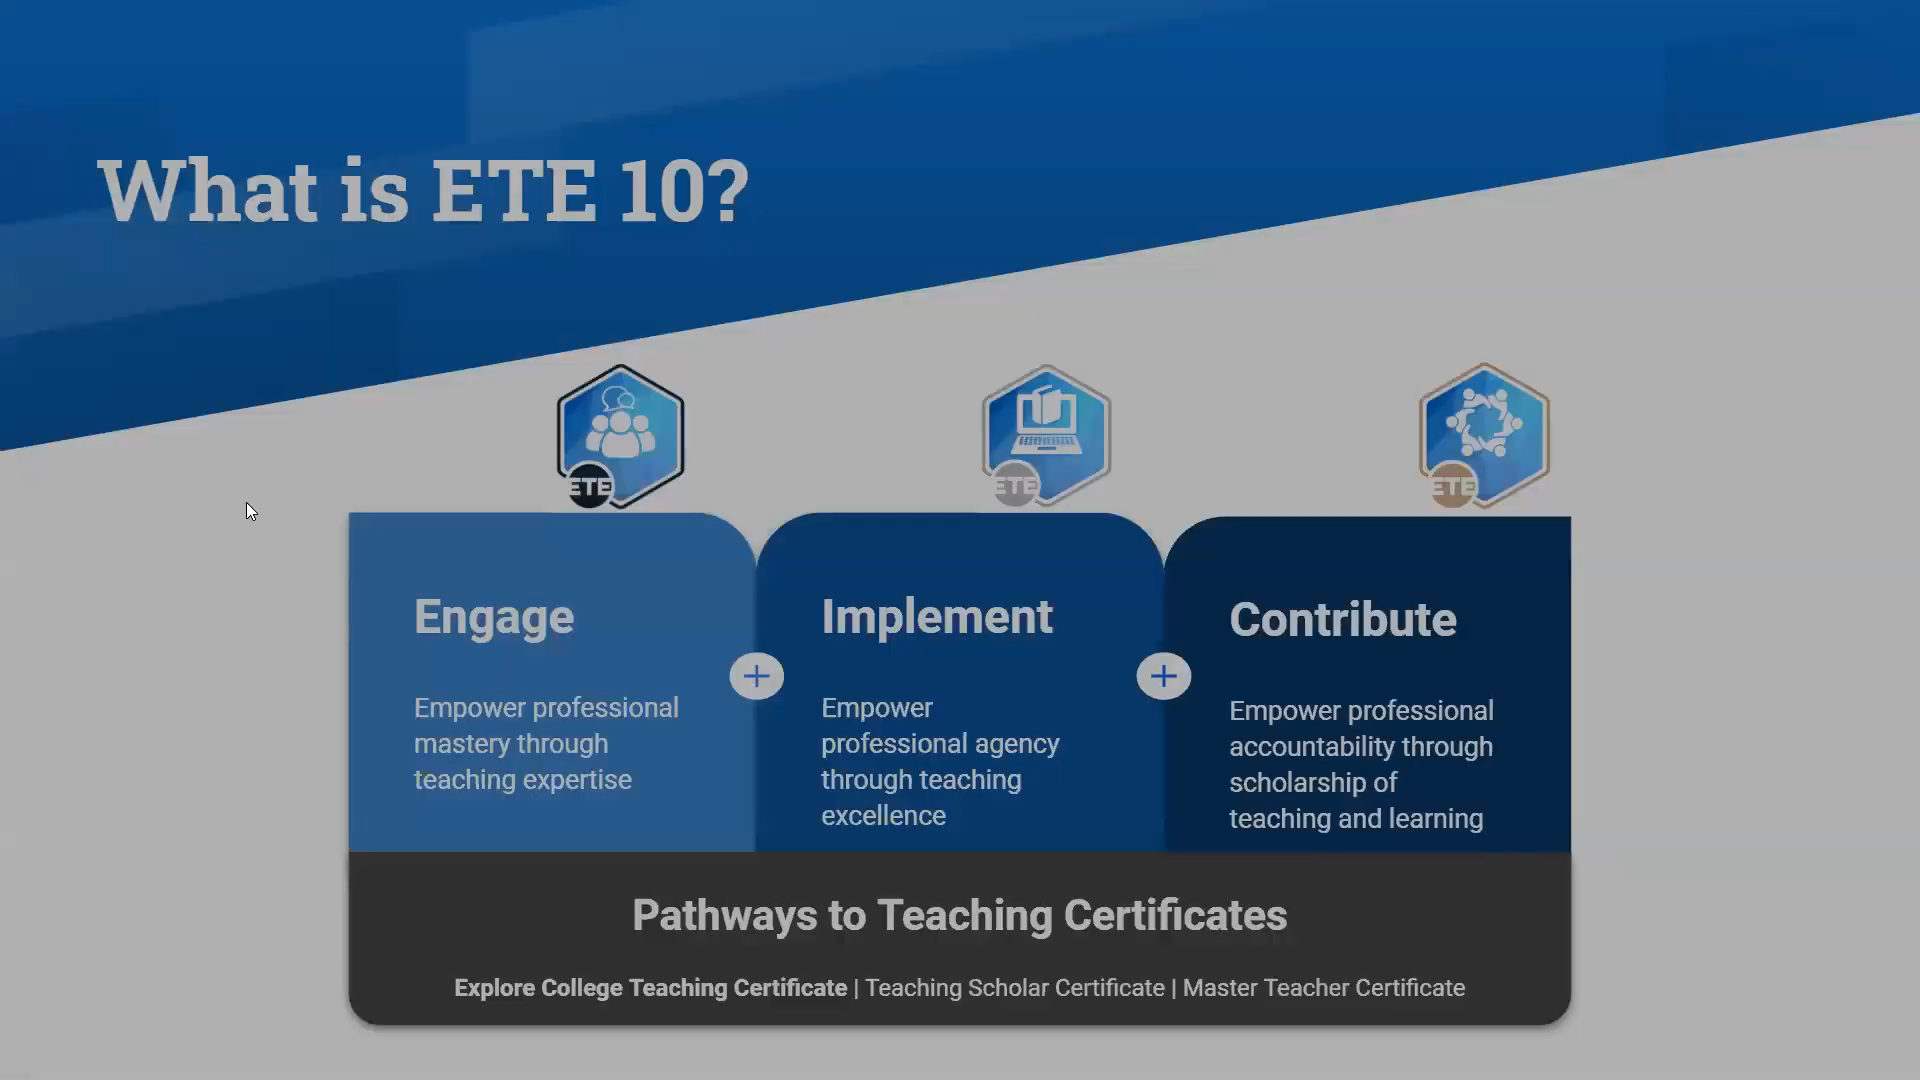 What is ETE 10?
ETE
ETE
ETE
Engage
Empower professional
mastery through
teaching expertise
Implement
Empower
professional agency
through teaching
excellence
Contribute
Empower professional
accountability through
scholarship of
teaching and learning
Pathways to Teaching Certificates
Explore College Teaching Certificate | Teaching Scholar Certificate | Master Teacher Certificate